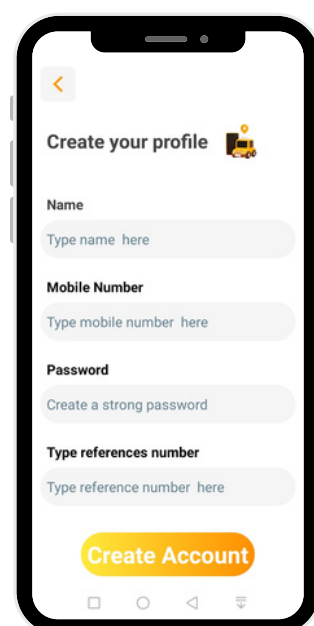 Create your profile
Name
Type name  here
Mobile Number
Type mobile number  here
Password
Create a strong password
Type references number
Type reference number  here
Create Account